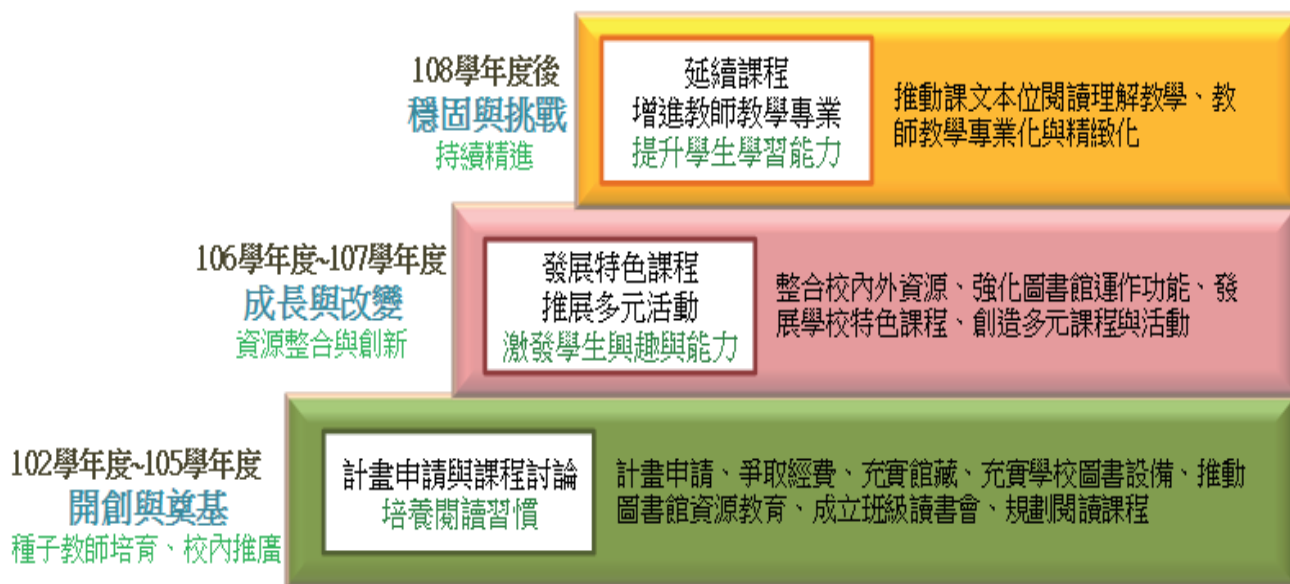 108學年度後
穩固與挑戰
持續精進
延續課程
增進教師教學專業
提升學生學習能力
推動課文本位閱讀理解教學、教
師教學專業化與精緻化
106學年度~107學年度
成長與改變
資源整合與創新
發展特色課程
推展多元活動
激發學生興趣與能力
整合校內外資源、強化圖書館運作功能、發
展學校特色課程、創造多元課程與活動
102學年度~105學年度
開創與奠基
種子教師培育、校內推廣
計畫申請與課程討論
培養閱讀習慣
計畫申請、爭取經費、充實館藏、充實學校圖書設備、推動
圖書館資源教育、成立班級讀書會、規劃閱讀課程